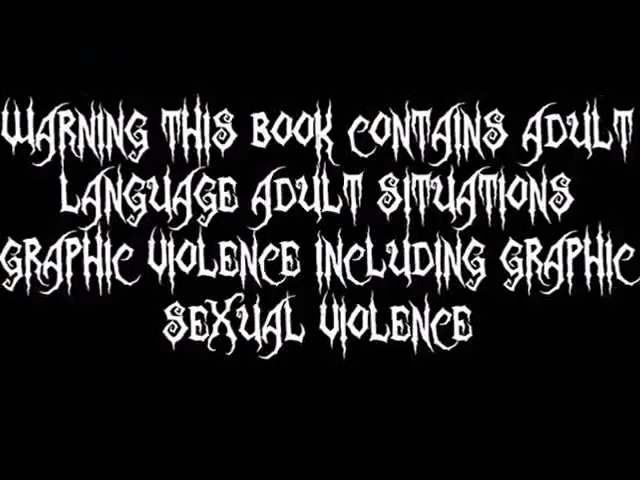 WARNING THIS BOOK CONTAINS ADULT
LANGUAGE ADULT SITUATIONS
GRAPHIC VIOLENCE INCLUDING GRAPHIC
SEXUAL VIOLENCE